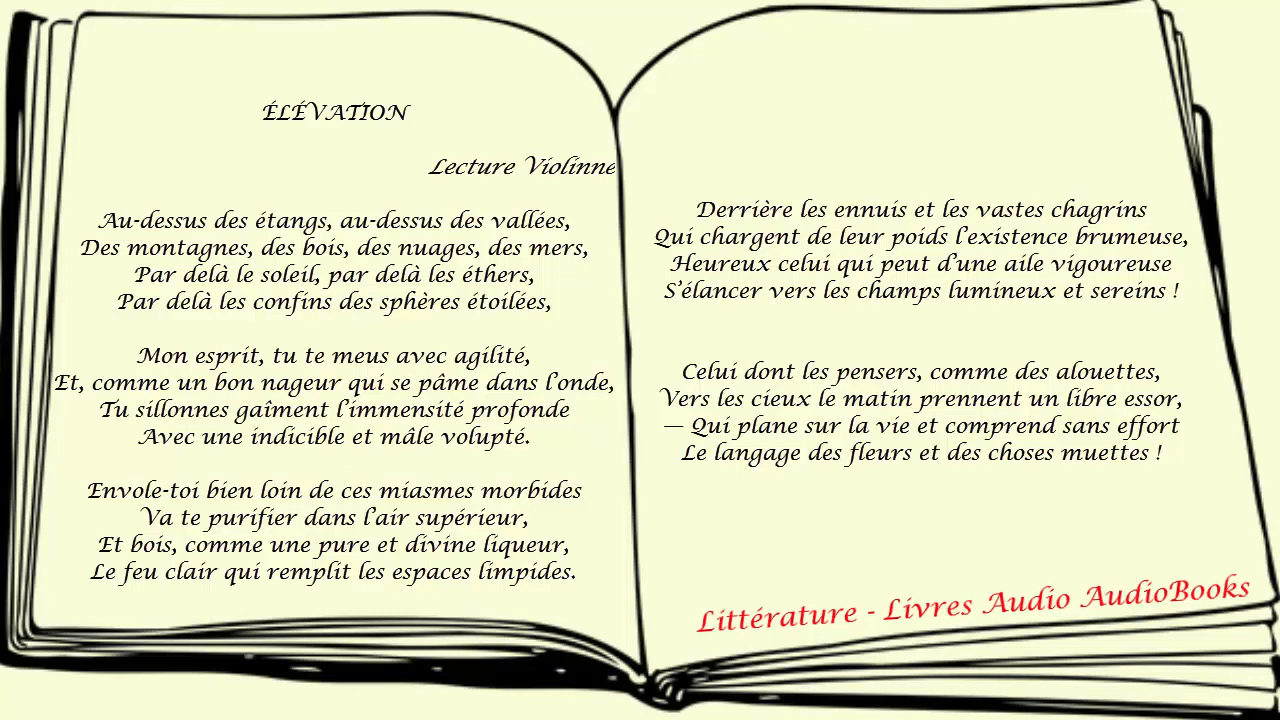 ÉLÉVATION
Lecture Violinne
Au-dessus des étangs, au-dessus des vallées,
Des montagnes, des bois, des nuages, des mers,
Par delà le soleil, par delà les éthers,
Par delà les confins des sphères étoilées,
Mon esprit, tu te meus avec agilité,
Et, comme un bon nageur qui se pâme dans l'onde,
Tu sillonnes gaîment l'immensité profonde
Avec une indicible et mâle volupté.
Envole-toi bien loin de ces miasmes morbides
Va te purifier dans l'air supérieur,
Et bois, comme une pure et divine liqueur,
Le feu clair qui remplit les espaces limpides.
Derrière les ennuis et les vastes chagrins
Qui chargent de leur poids l'existence brumeuse,
Heureux celui qui peut d'une aile vigoureuse
S'élancer vers les champs lumineux et sereins !
Celui dont les pensers, comme des alouettes,
Vers les cieux le matin prennent un libre essor,
— Qui plane sur la vie et comprend sans effort
Le langage des fleurs et des choses muettes !
Littérature - Livres Audio AudioBooks